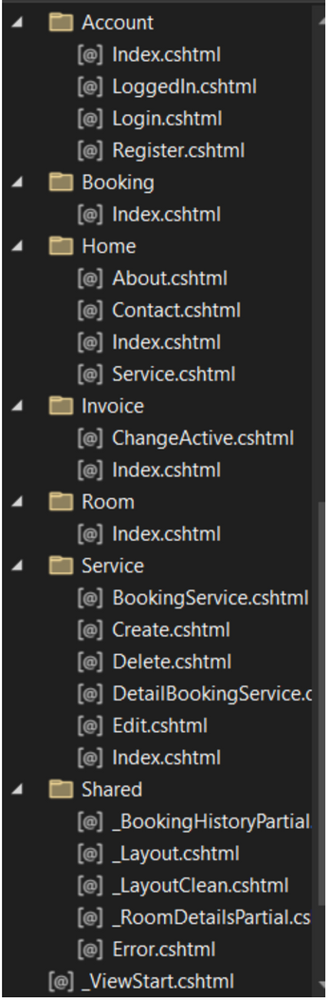 Account
[@] Index.cshtml
[@] LoggedIn.cshtml
[@] Login.cshtml
[@] Register.cshtml
Booking
[@] Index.cshtml
Home
[@] About.cshtml
[@] Contact.cshtml
[@] Index.cshtml
[@] Service.cshtml
Invoice
[@] ChangeActive.cshtml
[@] Index.cshtml
Room
[@] Index.cshtml
Service
[@] BookingService.cshtml
[@] Create.cshtml
[@] Delete.cshtml
[@] DetailBookingService.c
[@] Edit.cshtml
[@] Index.cshtml
Shared
[@] _BookingHistoryPartial.
[@] _Layout.cshtml
[@] _LayoutClean.cshtml
[@] _RoomDetailsPartial.cs
[@] Error.cshtml
[@] _ViewStart.cshtml